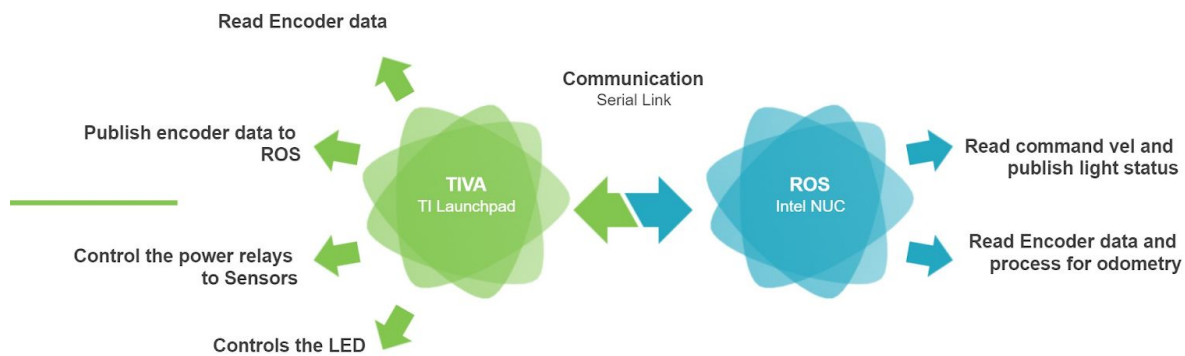 Read Encoder data
Communication
Serial Link
Publish encoder data to
ROS
TIVA
TI Launchpad
ROS
Intel NUC
Read command vel and
publish light status
Control the power relays
to Sensors
Read Encoder data and
process for odometry
Controls the LED